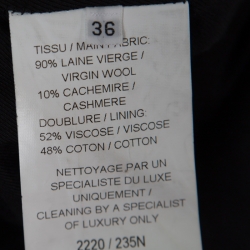 36
TISSU / MAIN FABRIC:
90% LAINE VIERGE /
VIRGIN WOOL
10% CACHEMIRE /
CASHMERE
DOUBLURE / LINING:
52% VISCOSE / VISCOSE
48% COTON / COTTON
NETTOYAGE PAR UN
SPECIALISTE DU LUXE
UNIQUEMENT /
CLEANING BY A SPECIALIST
OF LUXURY ONLY
2220 / 235N